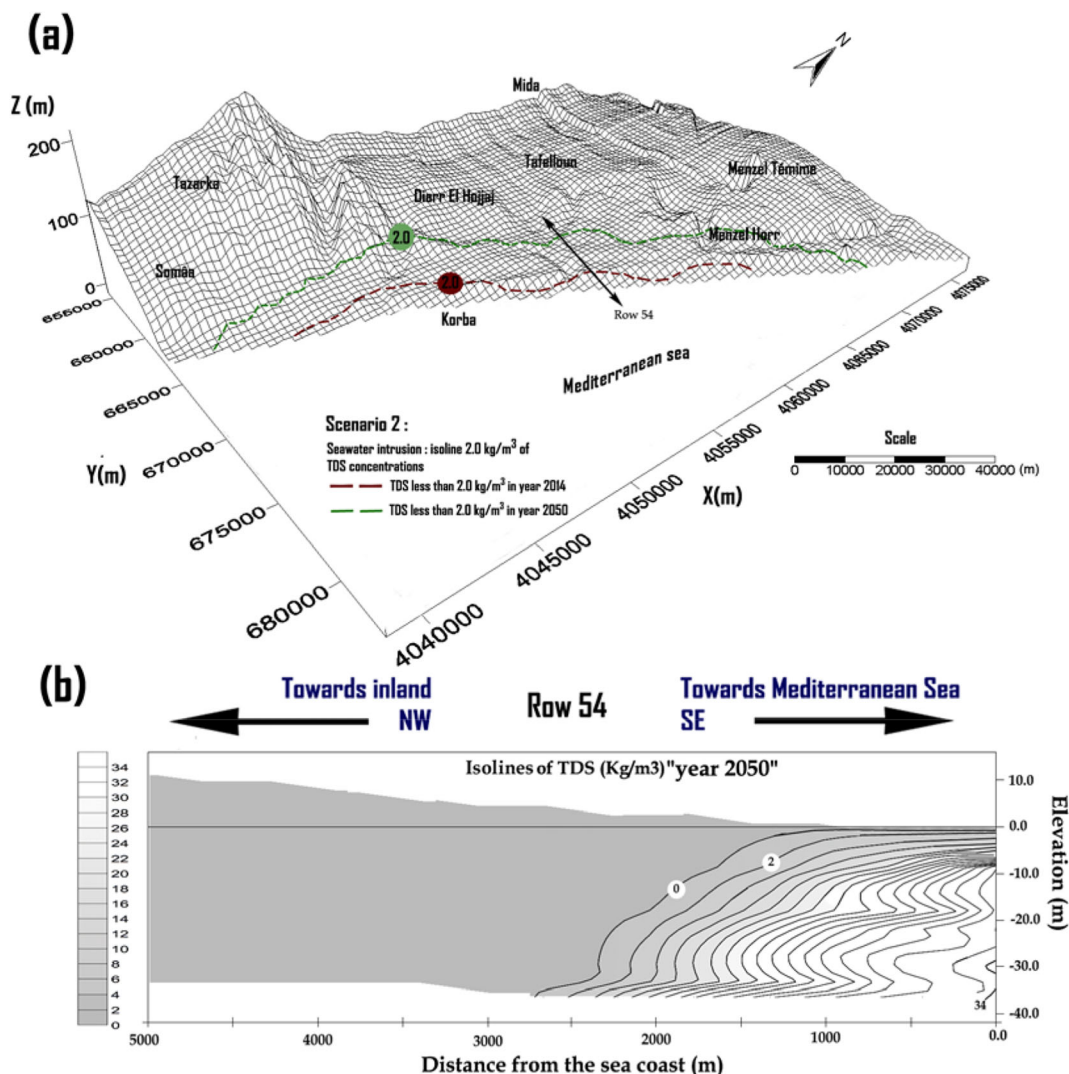 (a)
N
Z (m)
200
100
0
Mida
Tazarka
Tafelloun
Menzel Témime
Dierr El Hojjaj
2.0
Menzel Horr
Somâa
2.0
Korba
Row 54
Mediterranean sea
655000
660000
665000
670000
675000
680000
Y(m)
4075000
4070000
4065000
4060000
4055000
4050000
4045000
4040000
X(m)
Scenario 2 :
Seawater intrusion : isoline 2.0 kg/m³ of
TDS concentrations
TDS less than 2.0 kg/m³ in year 2014
TDS less than 2.0 kg/m³ in year 2050
Scale
0 10000 20000 30000 40000 (m)
(b)
Towards inland
NW
Row 54
Towards Mediterranean Sea
SE
Isolines of TDS (Kg/m3)"year 2050"
34
32
30
28
26
24
22
20
18
16
14
12
10
8
6
4
2
0
0
2
34
10.0
0.0
-10.0
-20.0
-30.0
-40.0
Elevation (m)
5000 4000 3000 2000 1000 0.0
Distance from the sea coast (m)